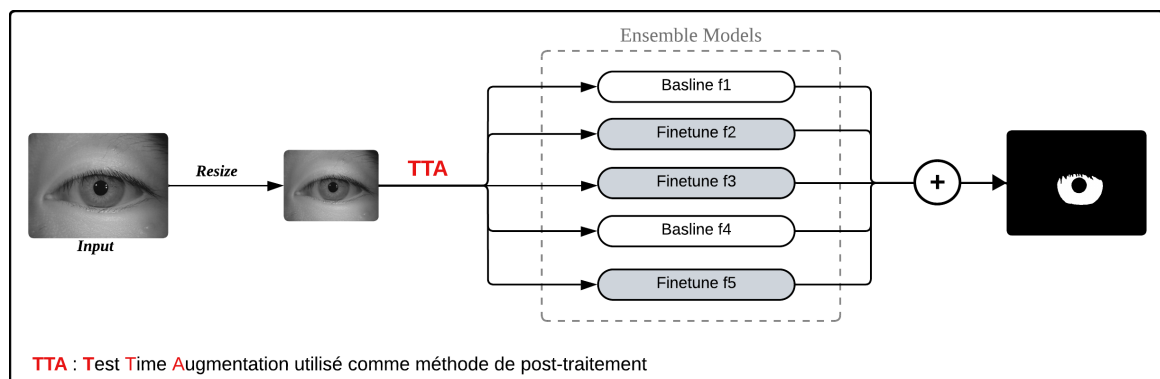 Ensemble Models
Basline f1
Finetune f2
Resize
TTA
Finetune f3
+
Input
Basline f4
Finetune f5
TTA : Test Time Augmentation utilisé comme méthode de post-traitement